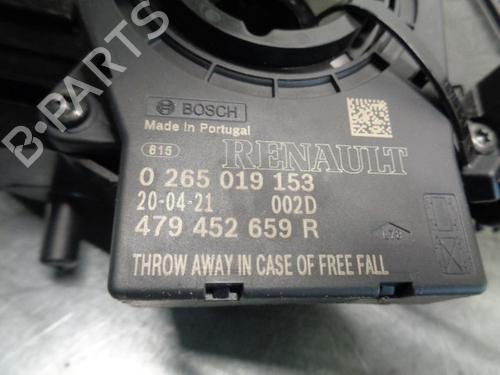 B-PARTS
BOSCH
Made in Portugal
815
RENAULT
0 265 019 153
20-04-21 002D
479 452 659 R
THROW AWAY IN CASE OF FREE FALL